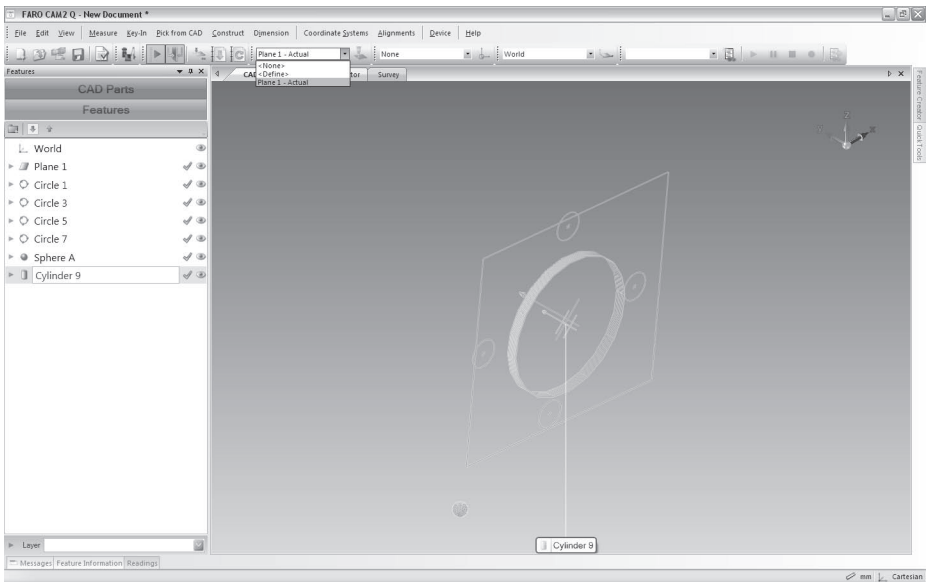 FARO CAM2 Q - New Document *
File Edit View Measure Key-In Pick from CAD Construct Dimension Coordinate Systems Alignments Device Help
Plane 1 - Actual None World
<None>
<Define>
Plane 1 - Actual
Features
CAD Parts
Features
World
Plane 1
Circle 1
Circle 3
Circle 5
Circle 7
Sphere A
Cylinder 9
Layer
Messages Feature Information Readings
CA tor Survey
Z
X
Cylinder 9
Feature Creator
Quick Tools
mm Cartesian